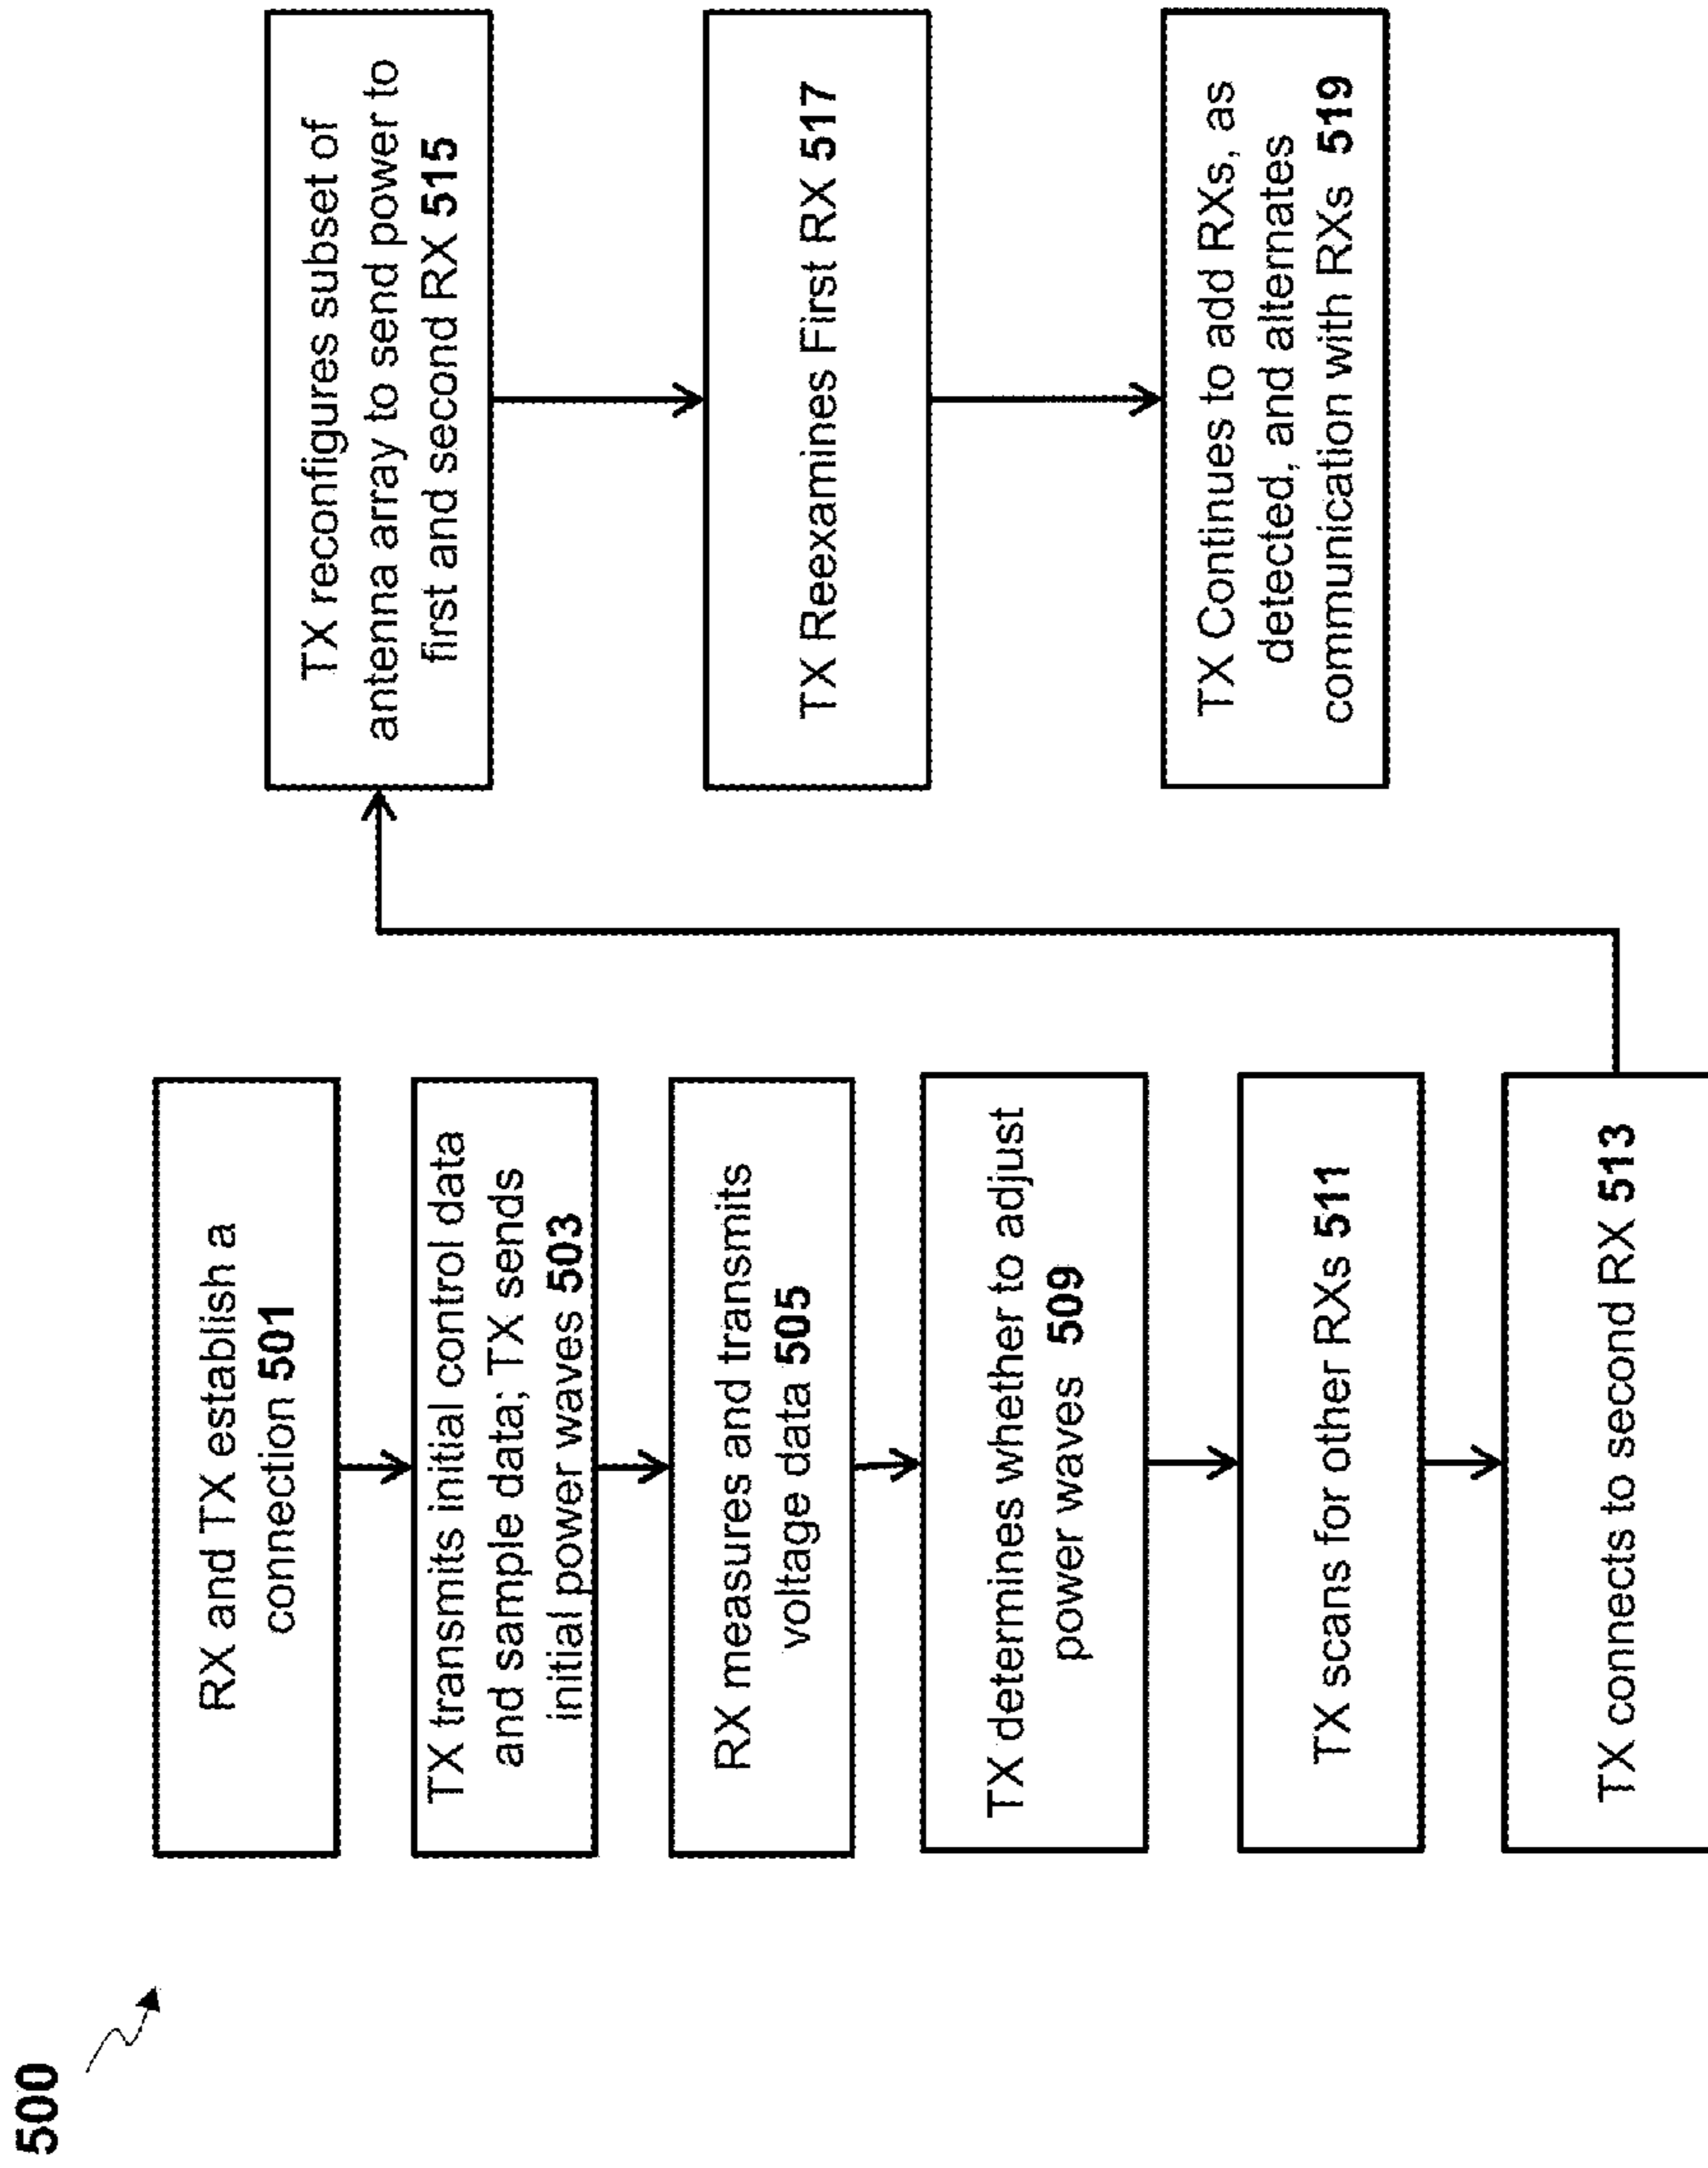 500
RX and TX establish a
connection 501
TX transmits initial control data
and sample data; TX sends
initial power waves 503
RX measures and transmits
voltage data 505
TX determines whether to adjust
power waves 509
TX scans for other RXs 511
TX connects to second RX 513
TX reconfigures subset of
antenna array to send power to
first and second RX 515
TX Reexamines First RX 517
TX Continues to add RXs, as
detected, and alternates
communication with RXs 519